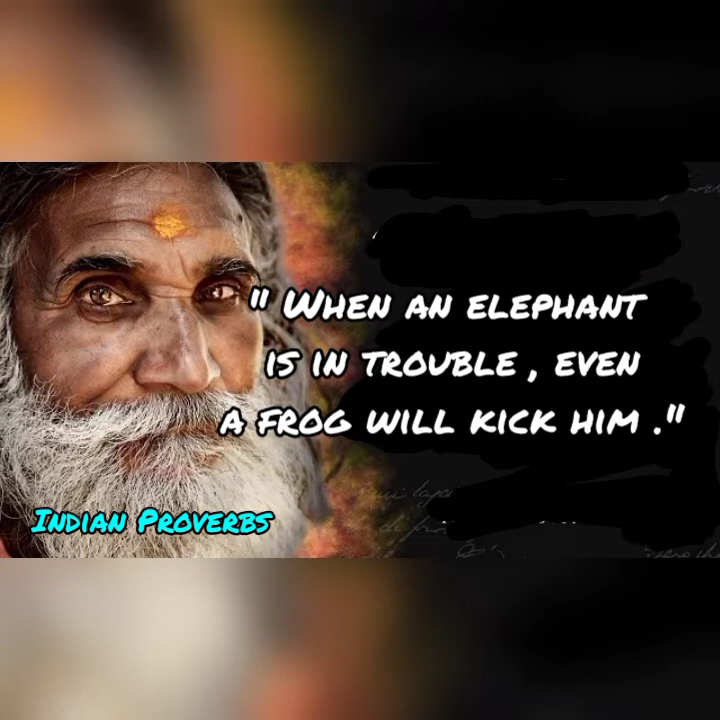 " When an elephant
is in trouble , even
a frog will kick him ."
Indian Proverbs